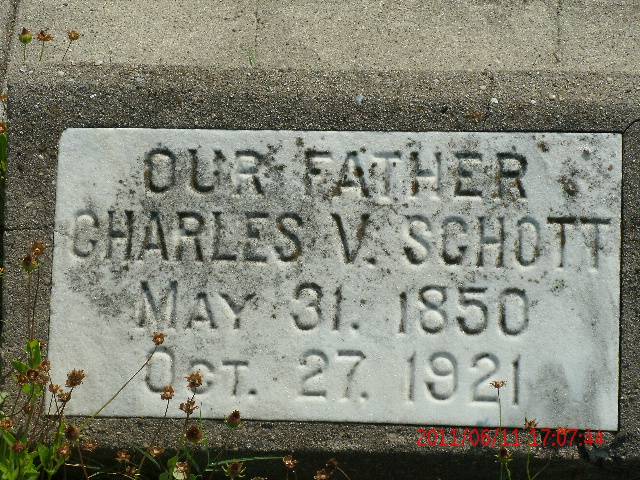 OUR FATHER
CHARLES V. SCHOTT
MAY 31. 1850
OCT. 27. 1921
2011/06/11 17:07:44